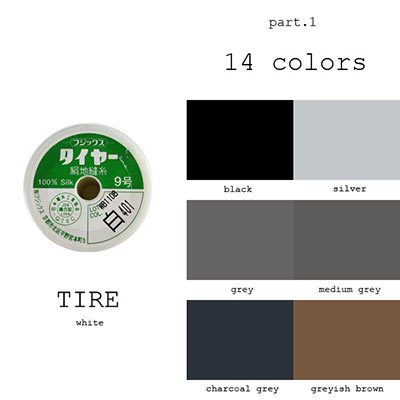 part.1
14 colors
フジックス
タイヤー
絹地縫糸
100% Silk
9号
白
401
TIRE
white
black
silver
grey
medium grey
charcoal grey
greyish brown